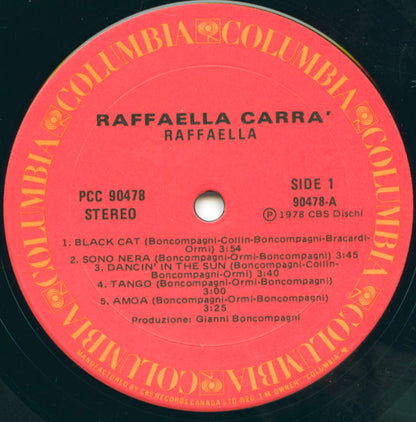 COLUMBIA COLUMBIA COLUMBIA COLUMBIA COLUMBIA COLUMBIA
RAFFAELLA CARRA'
RAFFAELLA
PCC 90478
STEREO
SIDE 1
90478-A
Ⓟ 1978 CBS Dischi
1. BLACK CAT (Boncompagni-Collin-Boncompagni-Bracardi-
Ormi) 3:54
2. SONO NERA (Boncompagni-Boncompagni-Ormi) 3:45
3. DANCIN' IN THE SUN (Boncompagni-Collin-
Boncompagni-Ormi) 3:40
4. TANGO (Boncompagni-Boncompagni-Ormi)
3:00
5. AMOA (Boncompagni-Boncompagni-Ormi)
3:25
Produzione: Gianni Boncompagni
MANUFACTURED BY CBS RECORDS CANADA LTD REG. T.M. OWNER-"COLUMBIA"